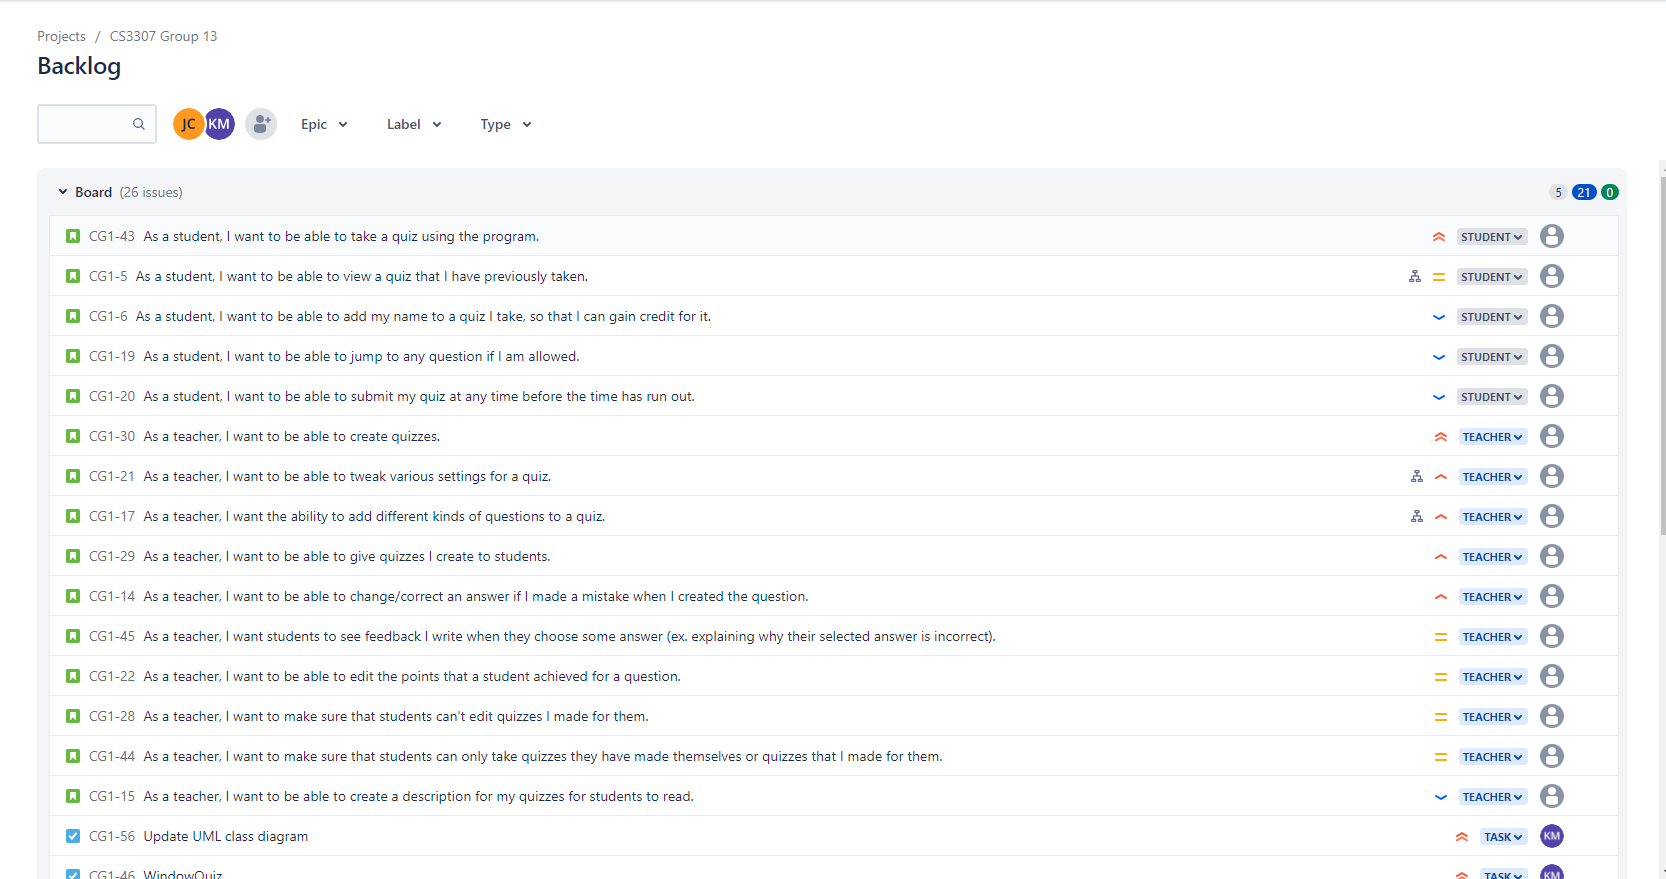 Projects / CS3307 Group 13
Backlog
JC KM Epic Label Type
Board (26 issues) 5 21 0
CG1-43 As a student, I want to be able to take a quiz using the program. STUDENT
CG1-5 As a student, I want to be able to view a quiz that I have previously taken. STUDENT
CG1-6 As a student, I want to be able to add my name to a quiz I take, so that I can gain credit for it. STUDENT
CG1-19 As a student, I want to be able to jump to any question if I am allowed. STUDENT
CG1-20 As a student, I want to be able to submit my quiz at any time before the time has run out. STUDENT
CG1-30 As a teacher, I want to be able to create quizzes. TEACHER
CG1-21 As a teacher, I want to be able to tweak various settings for a quiz. TEACHER
CG1-17 As a teacher, I want the ability to add different kinds of questions to a quiz. TEACHER
CG1-29 As a teacher, I want to be able to give quizzes I create to students. TEACHER
CG1-14 As a teacher, I want to be able to change/correct an answer if I made a mistake when I created the question. TEACHER
CG1-45 As a teacher, I want students to see feedback I write when they choose some answer (ex. explaining why their selected answer is incorrect). TEACHER
CG1-22 As a teacher, I want to be able to edit the points that a student achieved for a question. TEACHER
CG1-28 As a teacher, I want to make sure that students can't edit quizzes I made for them. TEACHER
CG1-44 As a teacher, I want to make sure that students can only take quizzes they have made themselves or quizzes that I made for them. TEACHER
CG1-15 As a teacher, I want to be able to create a description for my quizzes for students to read. TEACHER
CG1-56 Update UML class diagram TASK KM
CG1-46 WindowQuiz TASK KM